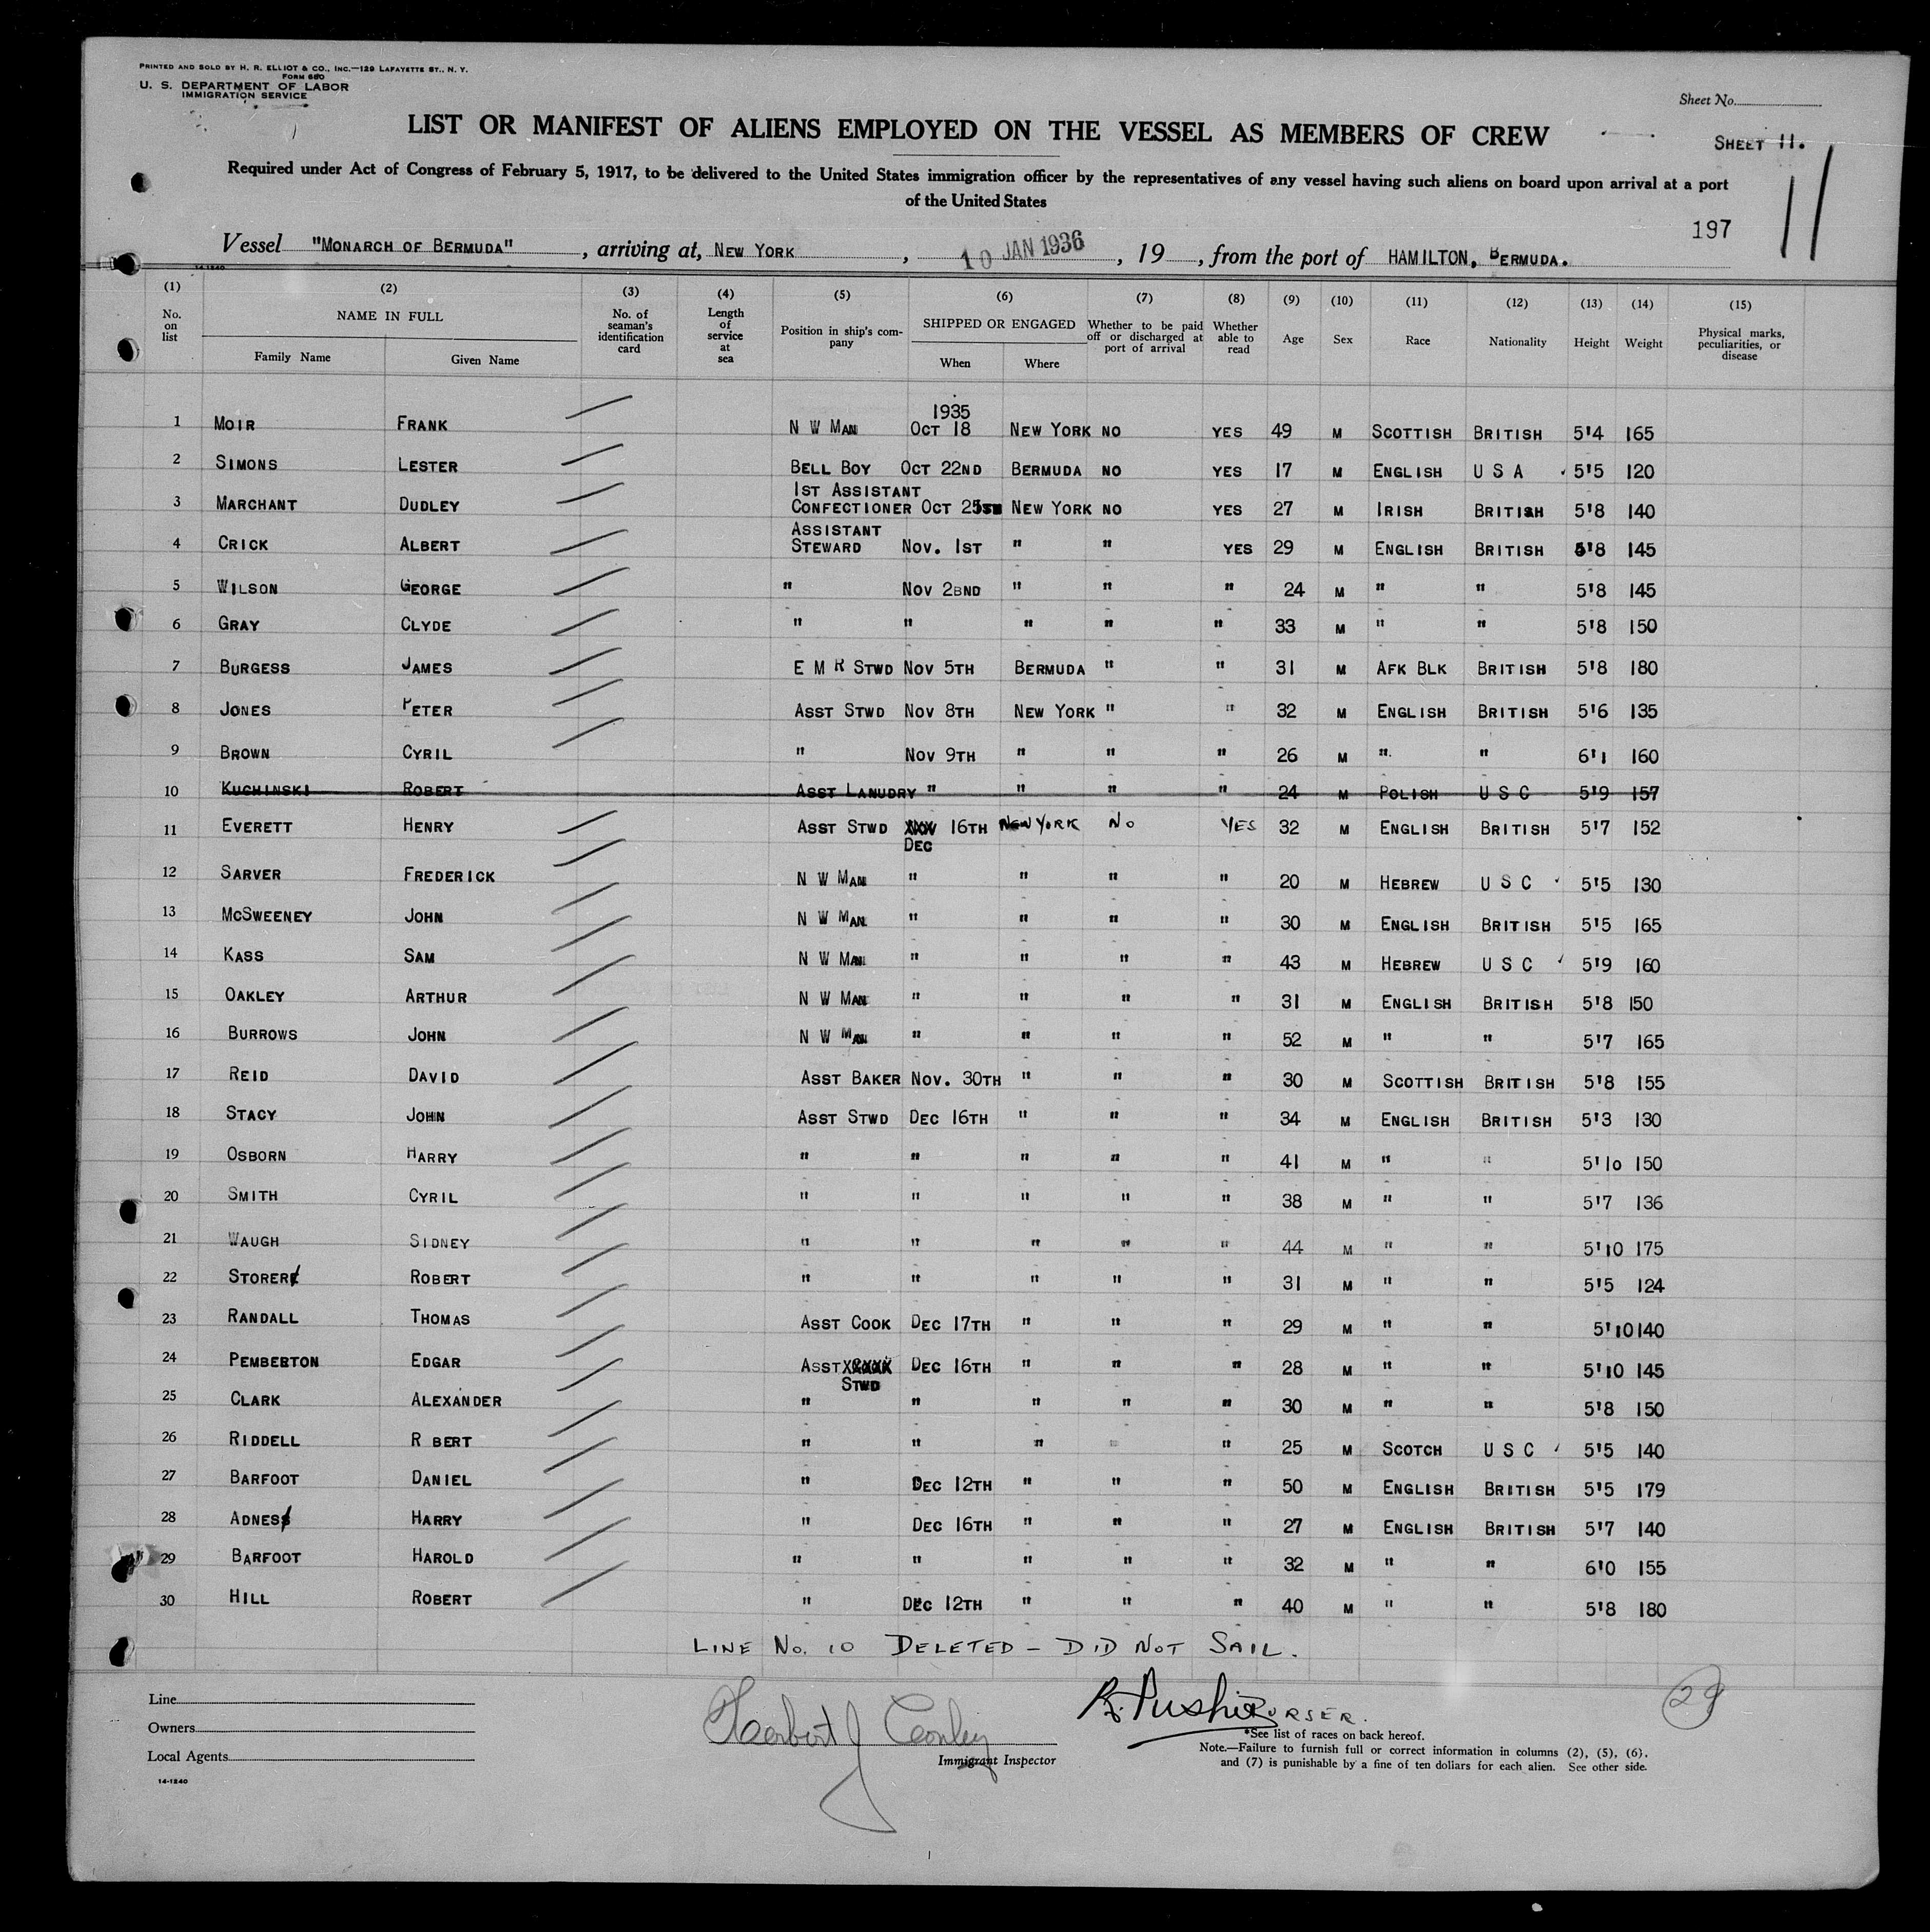 PRINTED AND SOLD BY H. R. ELLIOT & CO., INC.—129 LAFAYETTE ST., N. Y.
FORM 680
U. S. DEPARTMENT OF LABOR
IMMIGRATION SERVICE
Sheet No.
LIST OR MANIFEST OF ALIENS EMPLOYED ON THE VESSEL AS MEMBERS OF CREW
SHEET 11.
11
Required under Act of Congress of February 5, 1917, to be delivered to the United States immigration officer by the representatives of any vessel having such aliens on board upon arrival at a port
of the United States
197
Vessel "MONARCH OF BERMUDA", arriving at, NEW YORK, 10 JAN 1936, 19, from the port of HAMILTON, BERMUDA.
14-1240
(1) No. on list (2) NAME IN FULL Family Name Given Name (3) No. of seaman's identification card (4) Length of service at sea (5) Position in ship's company (6) SHIPPED OR ENGAGED When Where (7) Whether to be paid off or discharged at port of arrival (8) Whether able to read (9) Age (10) Sex (11) Race (12) Nationality (13) Height (14) Weight (15) Physical marks, peculiarities, or disease
1935
1 MOIR FRANK N W MAN OCT 18 NEW YORK NO YES 49 M SCOTTISH BRITISH 5'4 165
2 SIMONS LESTER BELL BOY OCT 22ND BERMUDA NO YES 17 M ENGLISH U S A 5'5 120
1ST ASSISTANT
3 MARCHANT DUDLEY CONFECTIONER OCT NEW YORK NO YES 27 M IRISH BRITISH 5'8 140
ASSISTANT
4 CRICK ALBERT STEWARD NOV. 1ST " " YES 29 M ENGLISH BRITISH 5'8 145
5 WILSON GEORGE " NOV 2BND " " " 24 M " " 5'8 145
6 GRAY CLYDE " " " " " 33 M " " 5'8 150
7 BURGESS JAMES E M R STWD NOV 5TH BERMUDA " " 31 M AFK BLK BRITISH 5'8 180
8 JONES PETER ASST STWD NOV 8TH NEW YORK " " 32 M ENGLISH BRITISH 5'6 135
9 BROWN CYRIL " NOV 9TH " " " 26 M " " 6'1 160
10 KUCHINSKI ROBERT ASST LANUDRY " " " " 24 M POLISH U S C 5'9 157
11 EVERETT HENRY ASST STWD XXX 16TH NEW YORK NO YES 32 M ENGLISH BRITISH 5'7 152
DEC
12 SARVER FREDERICK N W MAN " " " " 20 M HEBREW U S C 5'5 130
13 MCSWEENEY JOHN N W MAN " " " " 30 M ENGLISH BRITISH 5'5 165
14 KASS SAM N W MAN " " " " 43 M HEBREW U S C 5'9 160
15 OAKLEY ARTHUR N W MAN " " " " 31 M ENGLISH BRITISH 5'8 150
16 BURROWS JOHN N W MAN " " " " 52 M " " 5'7 165
17 REID DAVID ASST BAKER NOV. 30TH " " " 30 M SCOTTISH BRITISH 5'8 155
18 STACY JOHN ASST STWD DEC 16TH " " " 34 M ENGLISH BRITISH 5'3 130
19 OSBORN HARRY " " " " " 41 M " " 5'10 150
20 SMITH CYRIL " " " " " 38 M " " 5'7 136
21 WAUGH SIDNEY " " " " " 44 M " " 5'10 175
22 STORER ROBERT " " " " " 31 M " " 5'5 124
23 RANDALL THOMAS ASST COOK DEC 17TH " " " 29 M " " 5'10 140
24 PEMBERTON EDGAR ASST XXXXX DEC 16TH " " " 28 M " " 5'10 145
STWD
25 CLARK ALEXANDER " " " " " 30 M " " 5'8 150
26 RIDDELL R BERT " " " " " 25 M SCOTCH U S C 5'5 140
27 BARFOOT DANIEL " DEC 12TH " " " 50 M ENGLISH BRITISH 5'5 179
28 ADNES HARRY " DEC 16TH " " " 27 M ENGLISH BRITISH 5'7 140
29 BARFOOT HAROLD " " " " " 32 M " " 6'0 155
30 HILL ROBERT " DEC 12TH " " " 40 M " " 5'8 180
LINE NO. 10 DELETED - DID NOT SAIL.
29
Line
Owners
Local Agents
14-1240
Herbert J Conley
Immigrant Inspector
PURSER.
*See list of races on back hereof.
Note.—Failure to furnish full or correct information in columns (2), (5), (6),
and (7) is punishable by a fine of ten dollars for each alien. See other side.